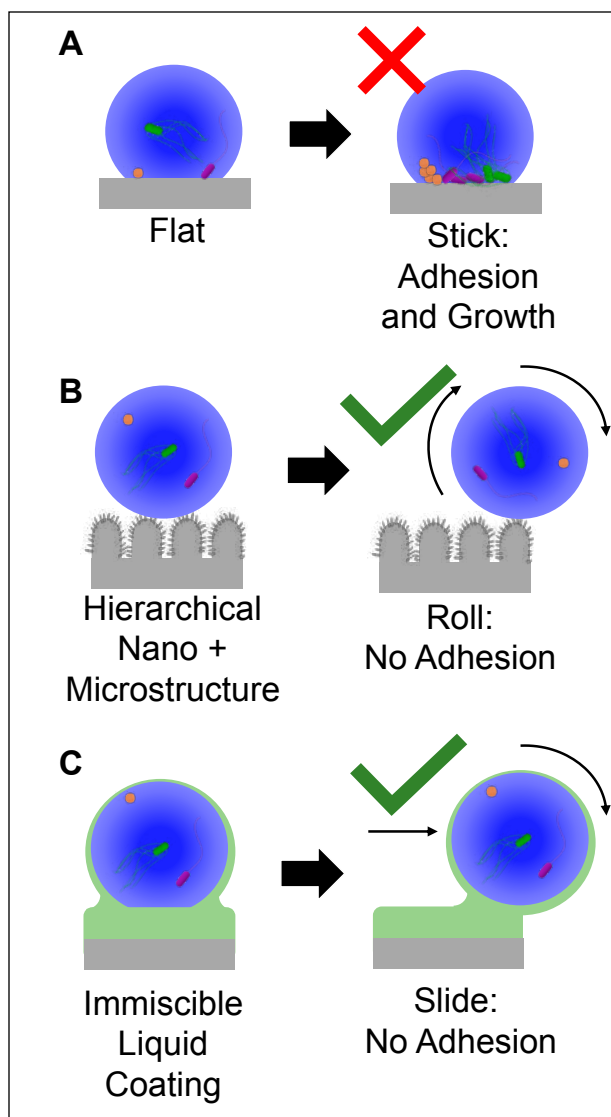 A
Flat
Stick:
Adhesion
and Growth
B
Hierarchical
Nano +
Microstructure
Roll:
No Adhesion
C
Immiscible
Liquid
Coating
Slide:
No Adhesion